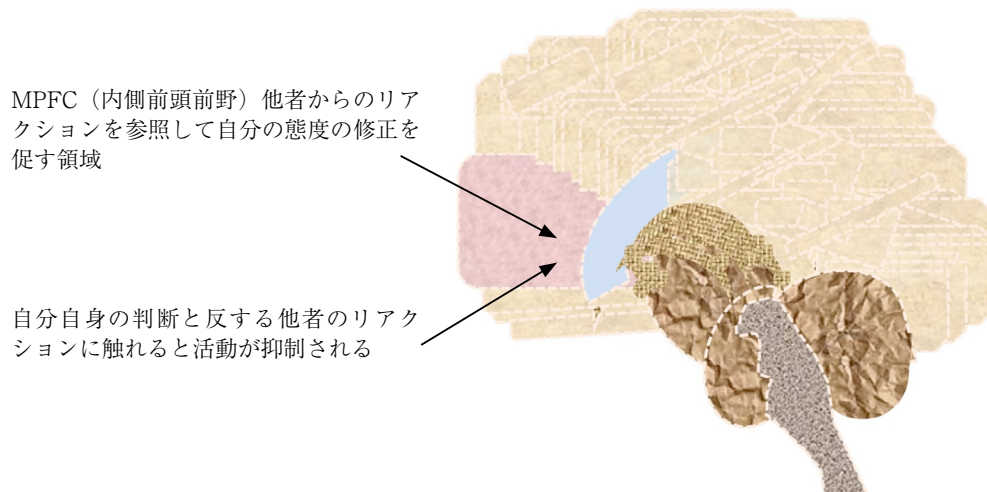 MPFC（内側前頭前野）他者からのリア
クションを参照して自分の態度の修正を
促す領域
自分自身の判断と反する他者のリアク
ションに触れると活動が抑制される